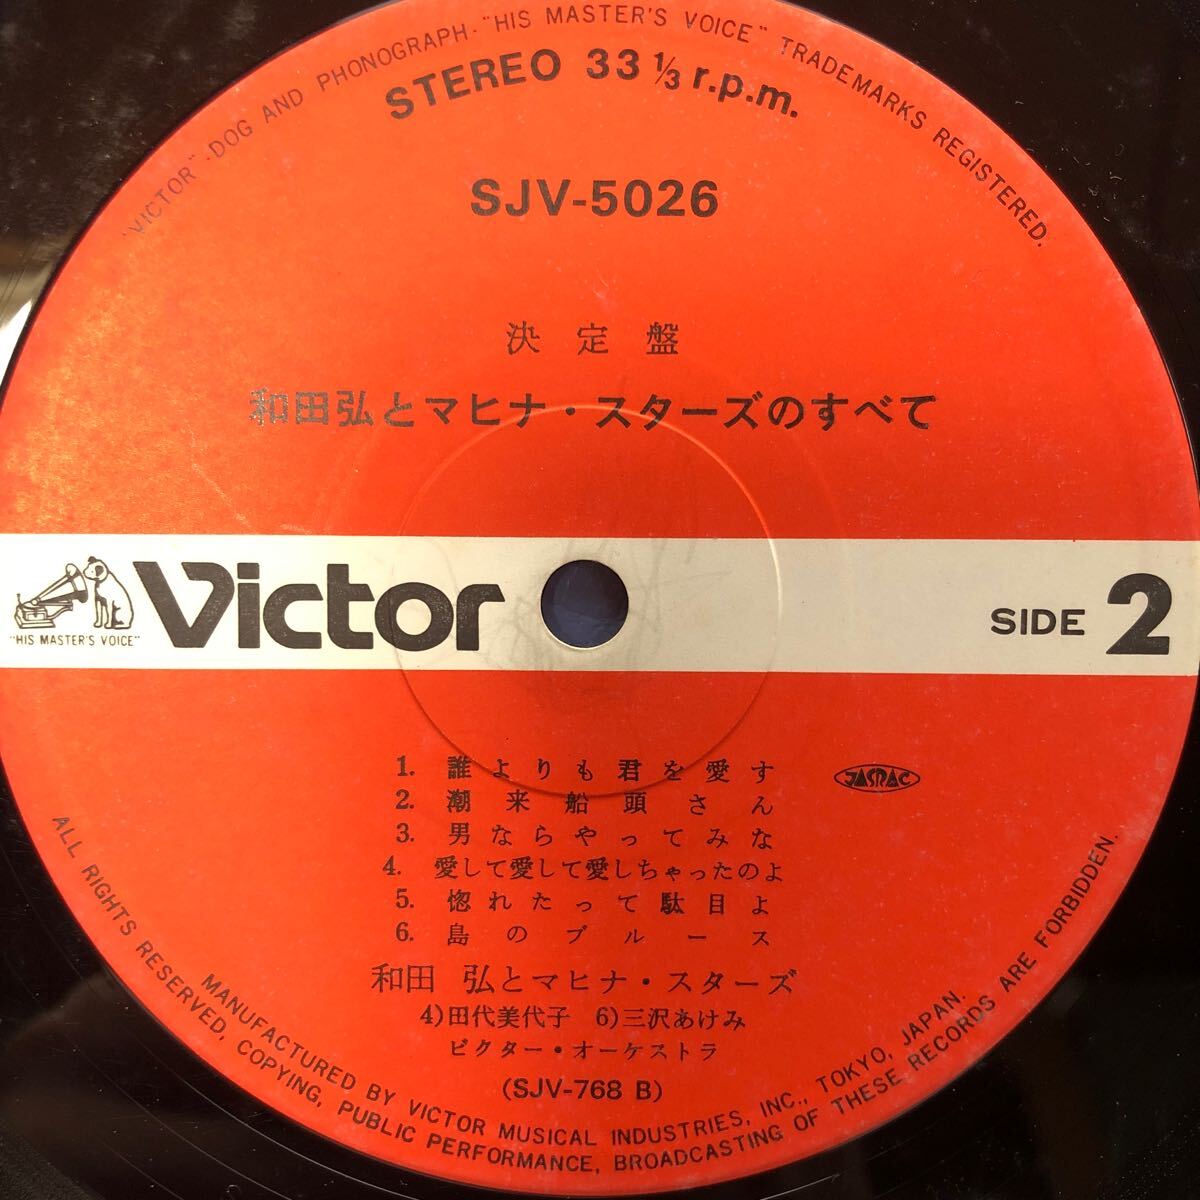 "VICTOR"-DOG AND PHONOGRAPH-"HIS MASTER'S VOICE" TRADEMARKS REGISTERED.
STEREO 33 1/3 r.p.m.
SJV-5026
決定盤
和田弘とマヒナ・スターズのすべて
"HIS MASTER'S VOICE"
Victor
SIDE 2
1. 誰よりも君を愛す
JASRAC
2. 潮来船頭さん
3. 男ならやってみな
4. 愛して愛して愛しちゃったのよ
5. 惚れたって駄目よ
6. 島のブルース
和田 弘とマヒナ・スターズ
4)田代美代子 6)三沢あけみ
ビクター・オーケストラ
(SJV-768 B)
MANUFACTURED BY VICTOR MUSICAL INDUSTRIES, INC., TOKYO, JAPAN.
ALL RIGHTS RESERVED, COPYING, PUBLIC PERFORMANCE, BROADCASTING OF THESE RECORDS ARE FORBIDDEN.